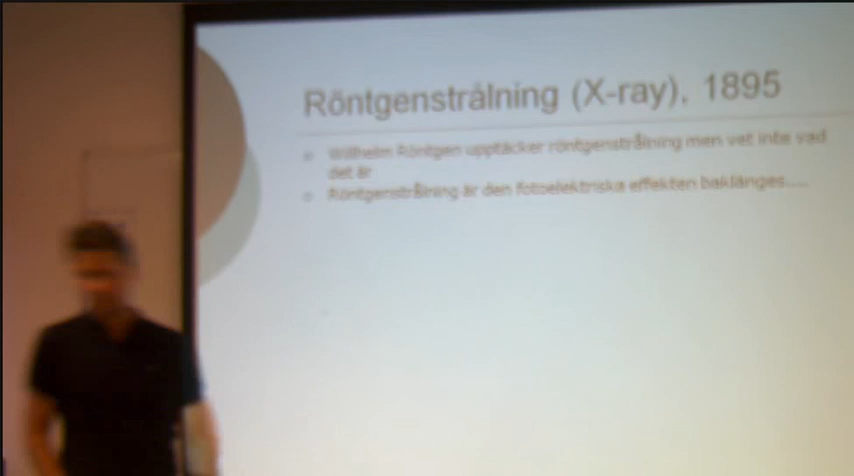 Röntgenstrålning (X-ray), 1895
Wilhelm Röntgen upptäcker röntgenstrålning men vet inte vad
det är
Röntgenstrålning är den fotoelektriska effekten baklänges....